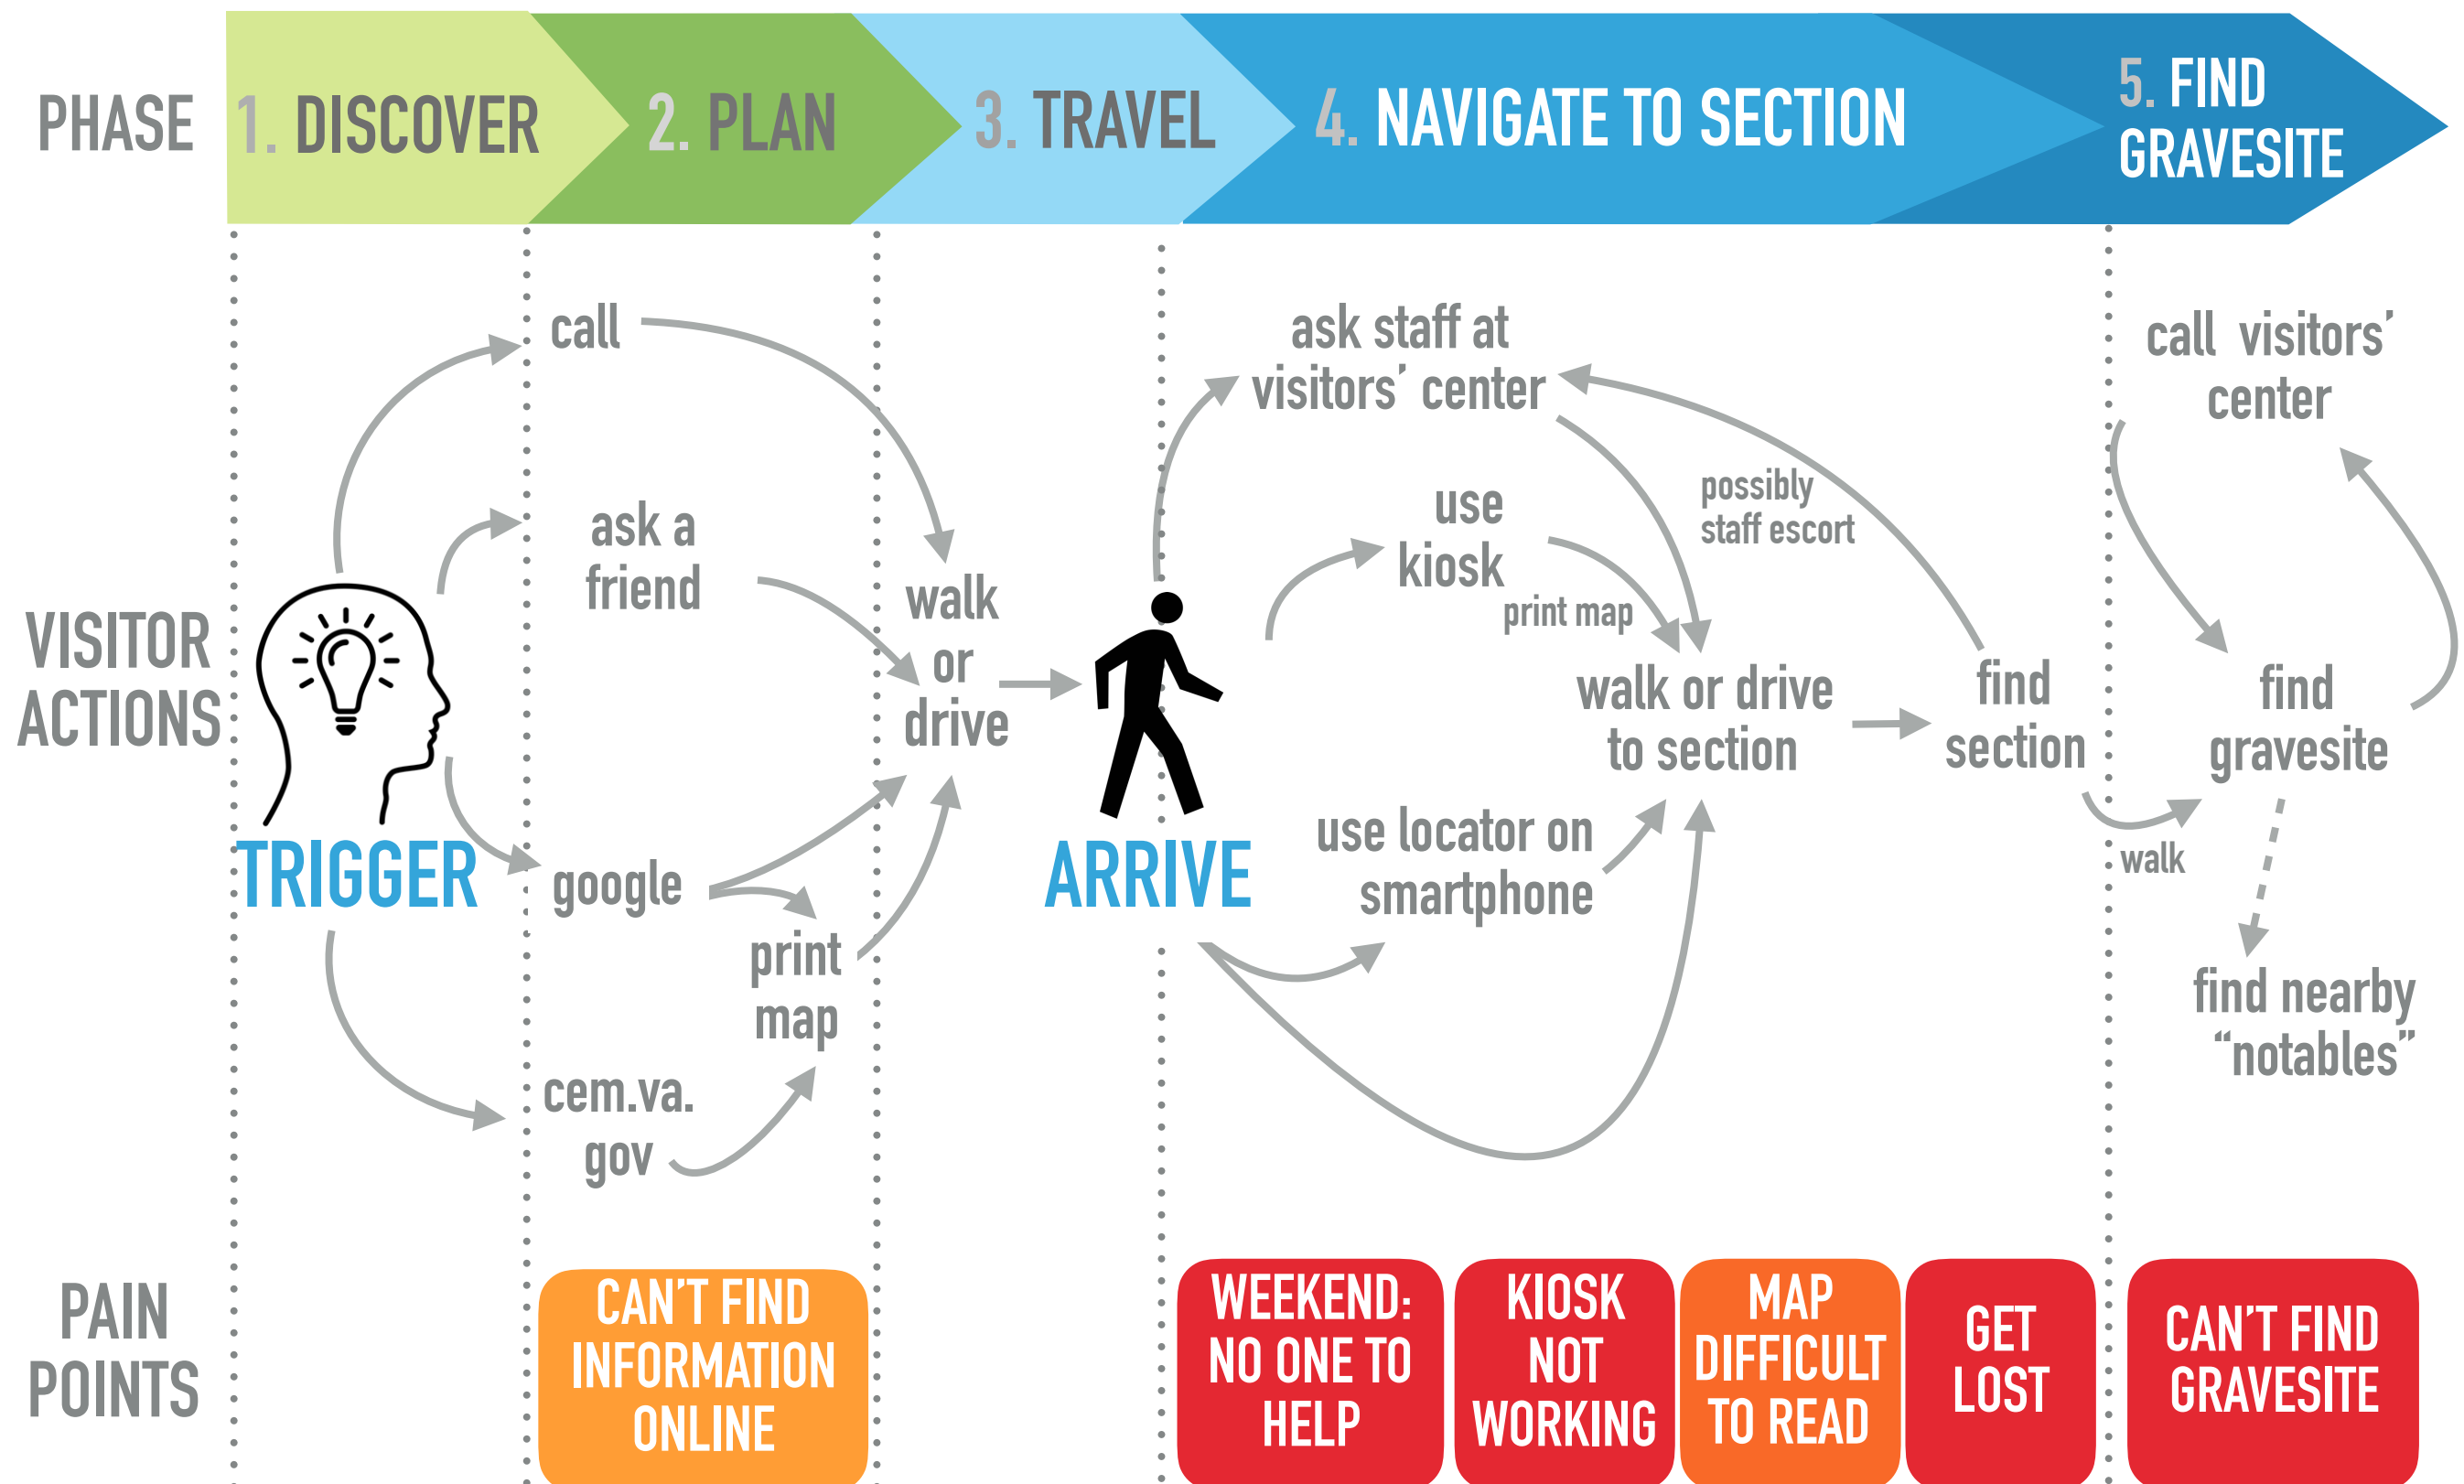 PHASE
1. DISCOVER
2. PLAN
3. TRAVEL
4. NAVIGATE TO SECTION
5. FIND
GRAVESITE
VISITOR
ACTIONS
TRIGGER
call
ask a
friend
google
print
map
cem.va.
gov
walk
or
drive
ARRIVE
ask staff at
visitors' center
use
kiosk
print map
possibly
staff escort
use locator on
smartphone
walk or drive
to section
find
section
walk
call visitors'
center
find
gravesite
find nearby
“notables”
PAIN
POINTS
CAN'T FIND
INFORMATION
ONLINE
WEEKEND:
NO ONE TO
HELP
KIOSK
NOT
WORKING
MAP
DIFFICULT
TO READ
GET
LOST
CAN'T FIND
GRAVESITE